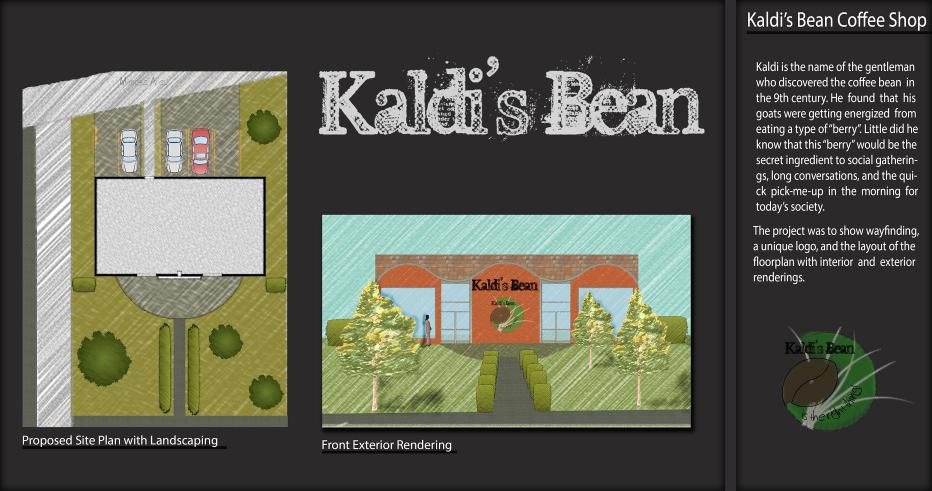 Kaldi's Bean Coffee Shop
Kaldi is the name of the gentleman
who discovered the coffee bean in
the 9th century. He found that his
goats were getting energized from
eating a type of "berry". Little did he
know that this "berry" would be the
secret ingredient to social gatherin-
gs, long conversations, and the qui-
ck pick-me-up in the morning for
today's society.
The project was to show wayfinding,
a unique logo, and the layout of the
floorplan with interior and exterior
renderings.
Kaldi's Bean
is the right thing
Kaldi's Bean
Kaldi's Bean
Proposed Site Plan with Landscaping
Front Exterior Rendering